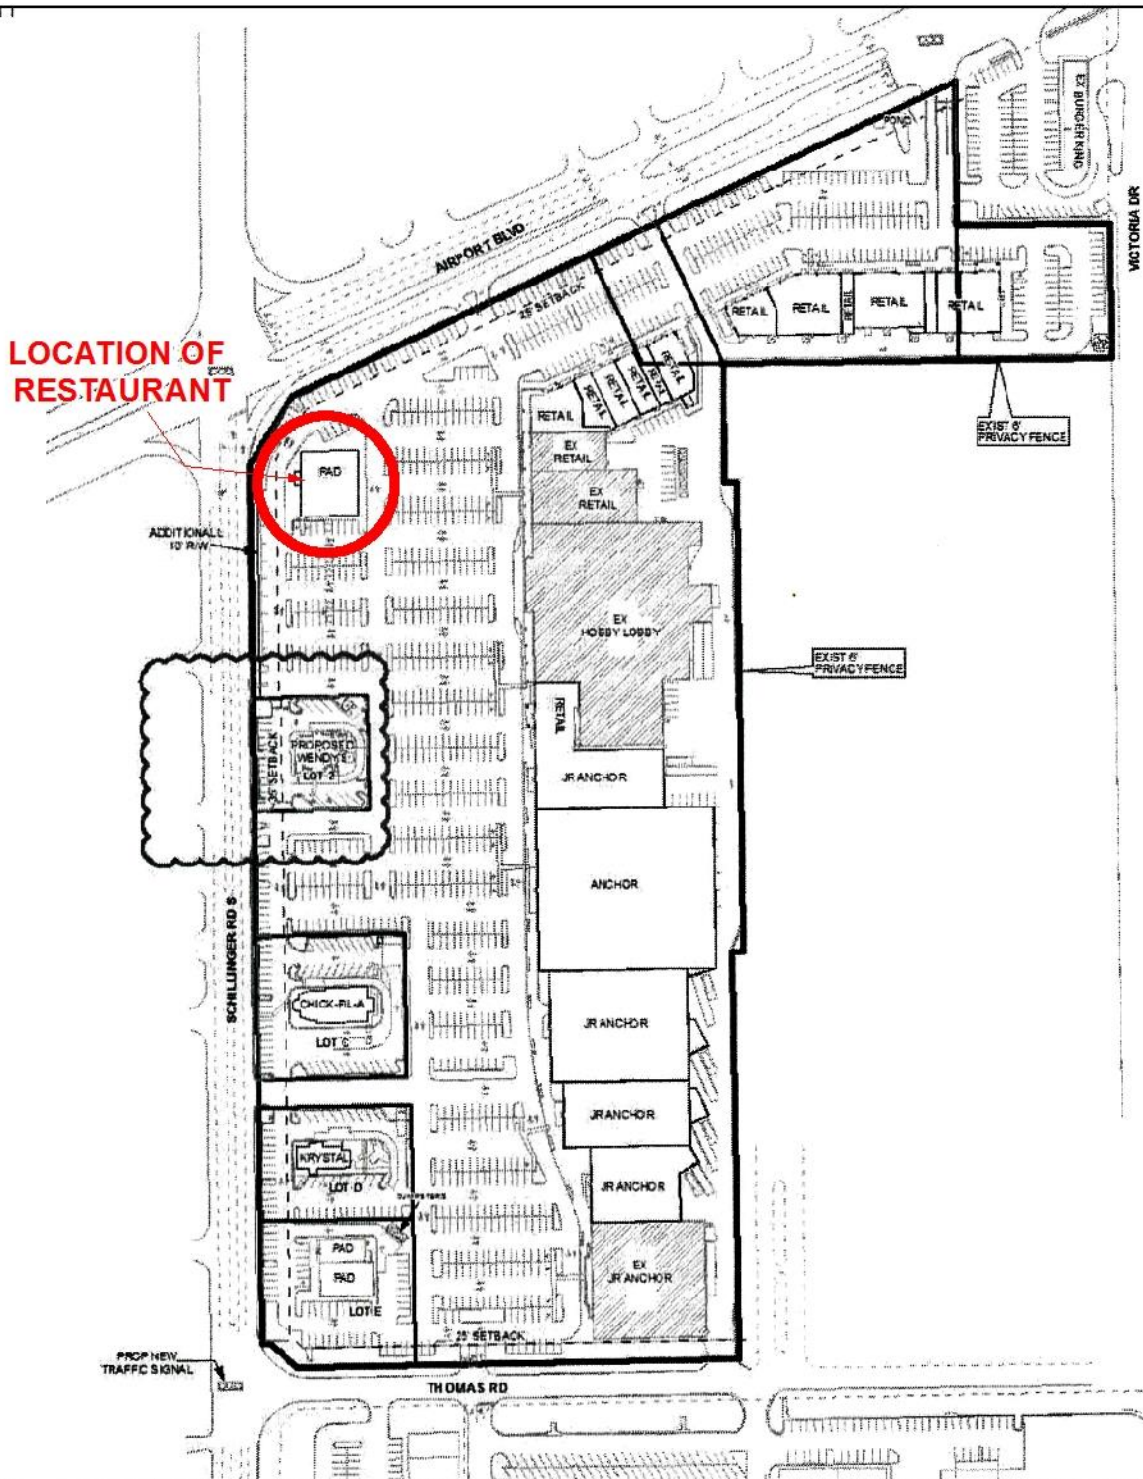 EX BURGER KING
POND
VICTORIA DR
AIRPORT BLVD
25' SETBACK
RETAIL
RETAIL
RETAIL
RETAIL
RETAIL
LOCATION OF
RESTAURANT
RETAIL
RETAIL
RETAIL
RETAIL
RETAIL
RETAIL
EXIST 6'
PRIVACY FENCE
EX
RETAIL
PAD
EX
RETAIL
ADDITIONAL
10' R/W
EX
HOBBY LOBBY
EXIST 6'
PRIVACY FENCE
RETAIL
SETBACK
PROPOSED
WENDY'S
LOT 2
JR ANCHOR
ANCHOR
SCHILLINGER RD S
CHICK-FIL-A
LOT C
JR ANCHOR
JR ANCHOR
KRYSTAL
LOT D
JR ANCHOR
DUMPSTERS
PAD
PAD
LOT E
EX
JR ANCHOR
25' SETBACK
PROP NEW
TRAFFIC SIGNAL
THOMAS RD